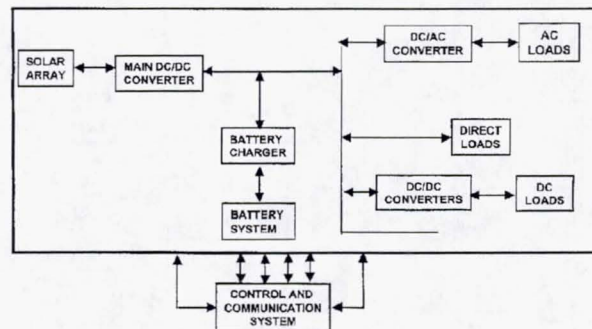 SOLAR
ARRAY
MAIN DC/DC
CONVERTER
BATTERY
CHARGER
BATTERY
SYSTEM
DC/AC
CONVERTER
AC
LOADS
DIRECT
LOADS
DC/DC
CONVERTERS
DC
LOADS
CONTROL AND
COMMUNICATION
SYSTEM